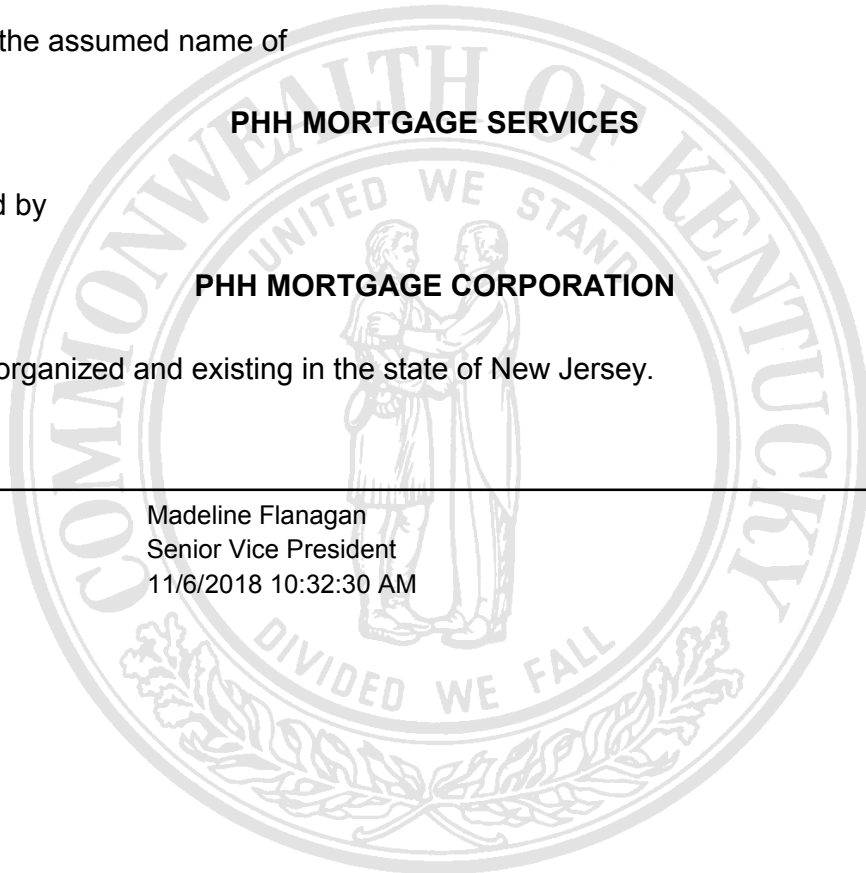 the assumed name of
PHH MORTGAGE SERVICES
d by
PHH MORTGAGE CORPORATION
organized and existing in the state of New Jersey.
Madeline Flanagan
Senior Vice President
11/6/2018 10:32:30 AM
COMMONWEALTH OF KENTUCKY
UNITED WE STAND
DIVIDED WE FALL